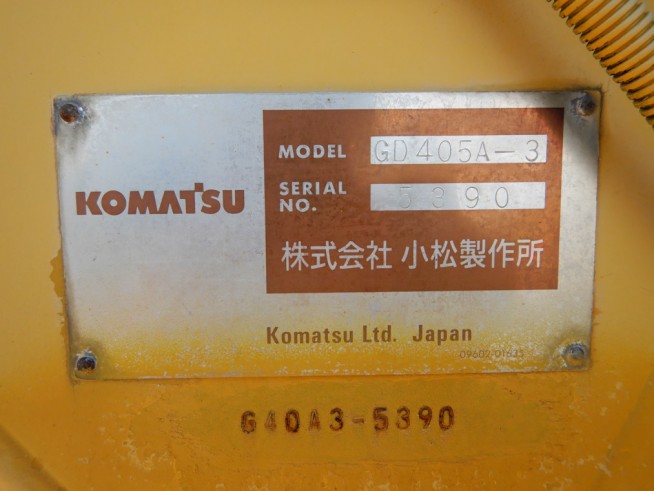 KOMATSU
MODEL GD405A-3
SERIAL NO. 5390
株式会社 小松製作所
Komatsu Ltd. Japan
G40A3-5390